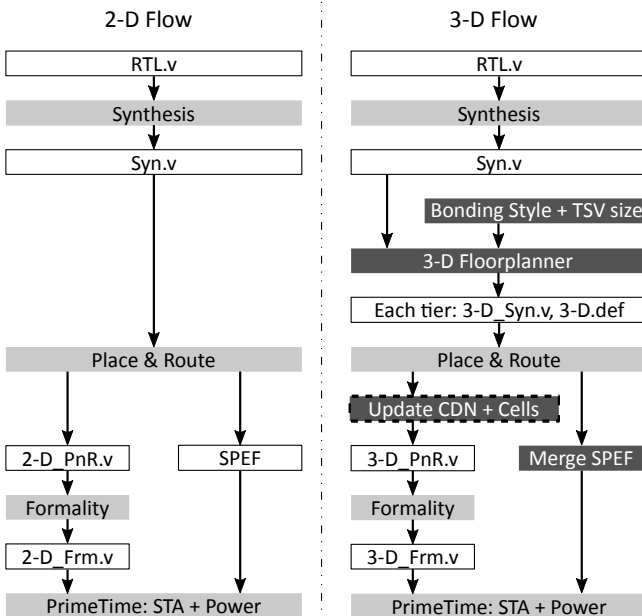 2-D Flow
RTL.v
Synthesis
Syn.v
Place & Route
2-D_PnR.v
SPEF
Formality
2-D_Frm.v
PrimeTime: STA + Power
3-D Flow
RTL.v
Synthesis
Syn.v
Bonding Style + TSV size
3-D Floorplanner
Each tier: 3-D_Syn.v, 3-D.def
Place & Route
Update CDN + Cells
3-D_PnR.v
Merge SPEF
Formality
3-D_Frm.v
PrimeTime: STA + Power